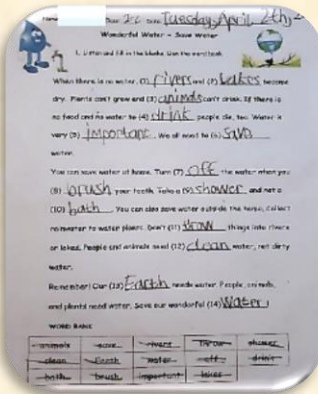 Name Class 2-C Date Tuesday, April 2th,
Wonderful Water – Save Water
1. Listen and fill in the blanks. Use the word bank.
When there is no water, (1) rivers and (2) Lakes become
dry. Plants can't grow and (3) animals can't drink. If there is
no food and no water to (4) drink people die, too. Water is
very (5) important. We all need to (6) Save
water.
You can save water at home. Turn (7) off the water when you
(8) brush your teeth. Take a (9) shower and not a
(10) bath. You can also save water outside the house. Collect
rainwater to water plants. Don't (11) throw things into rivers
or lakes. People and animals need (12) clean water, not dirty
water.
Remember! Our (13) Earth needs water. People, animals,
and plants need water. Save our wonderful (14) Water!
WORD BANK
animals save rivers throw shower
clean Earth water off drink
bath brush important lakes